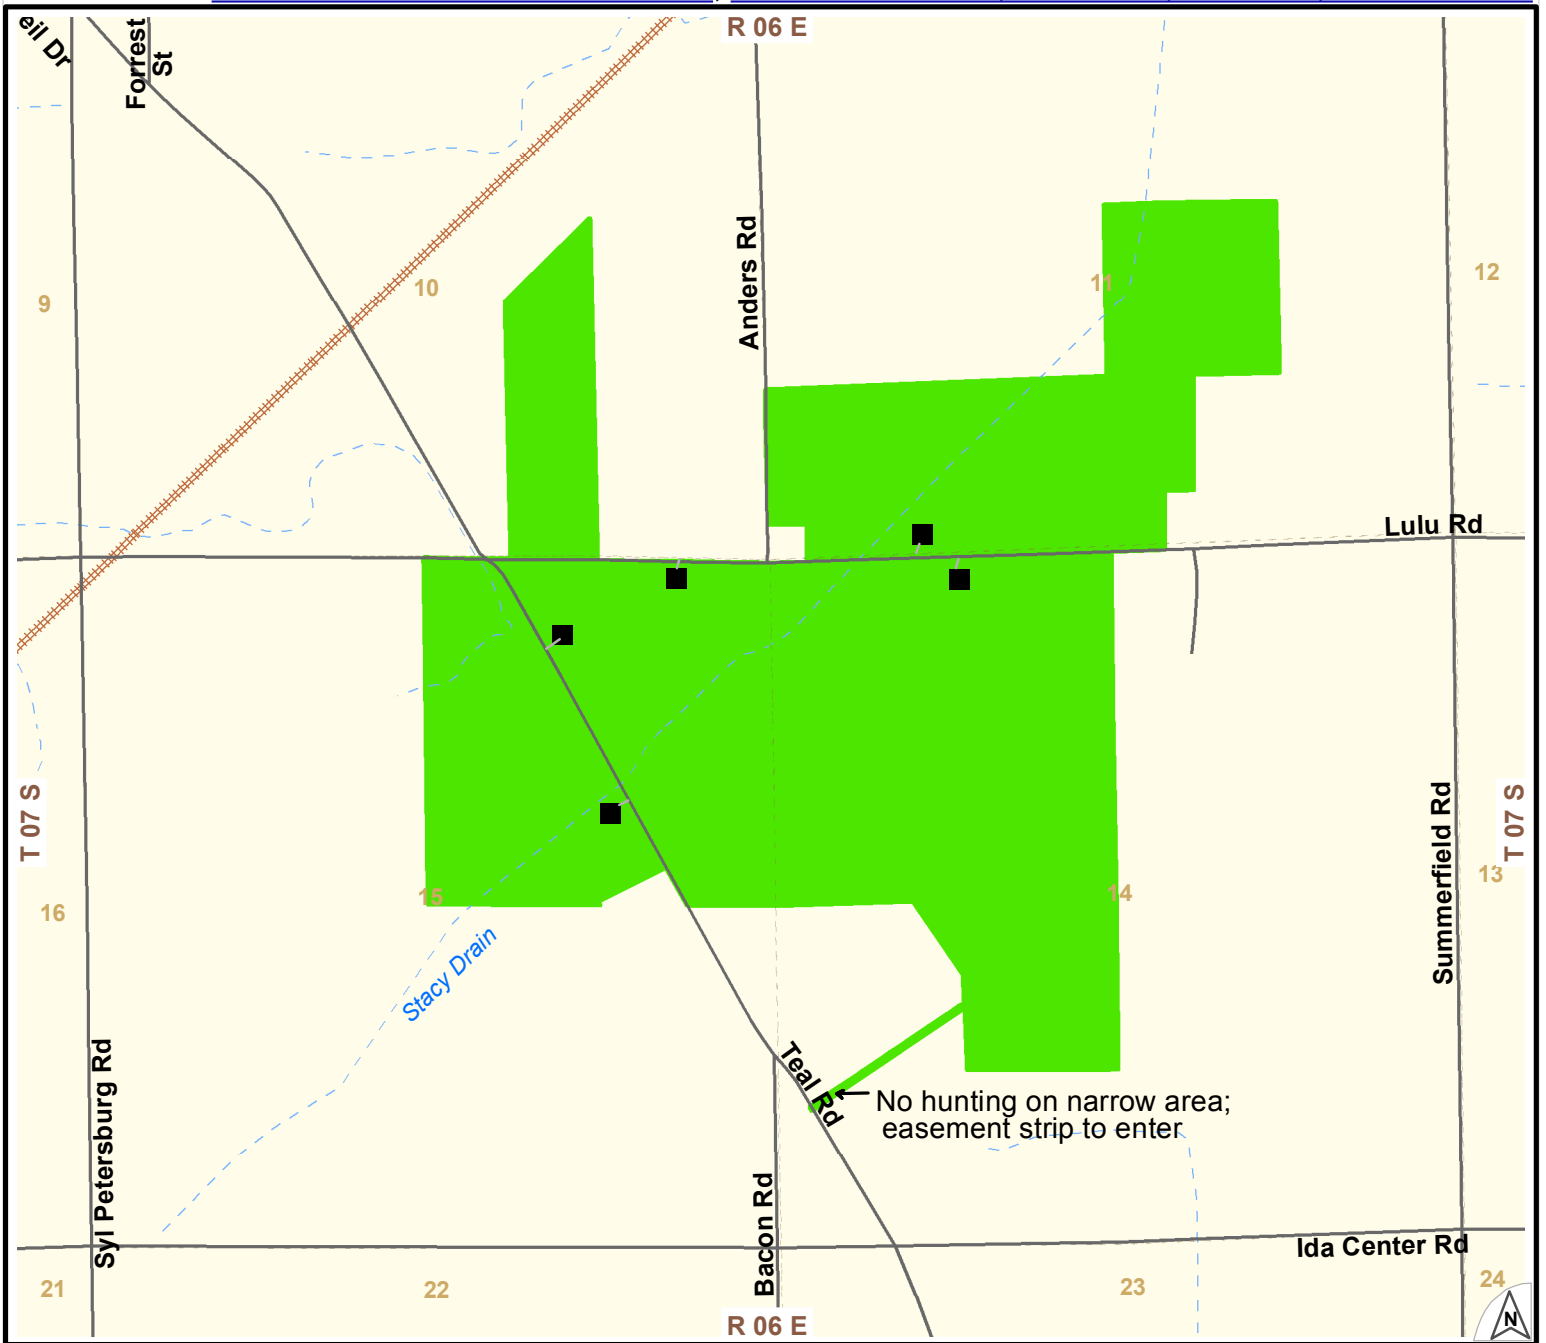 R 06 E
eil Dr
Forrest
St
Anders Rd
9
10
11
12
Lulu Rd
T 07 S
T 07 S
Summerfield Rd
16
15
14
13
Stacy Drain
Syl Petersburg Rd
Teal Rd
No hunting on narrow area;
easement strip to enter
Bacon Rd
Ida Center Rd
21
22
23
24
R 06 E
N